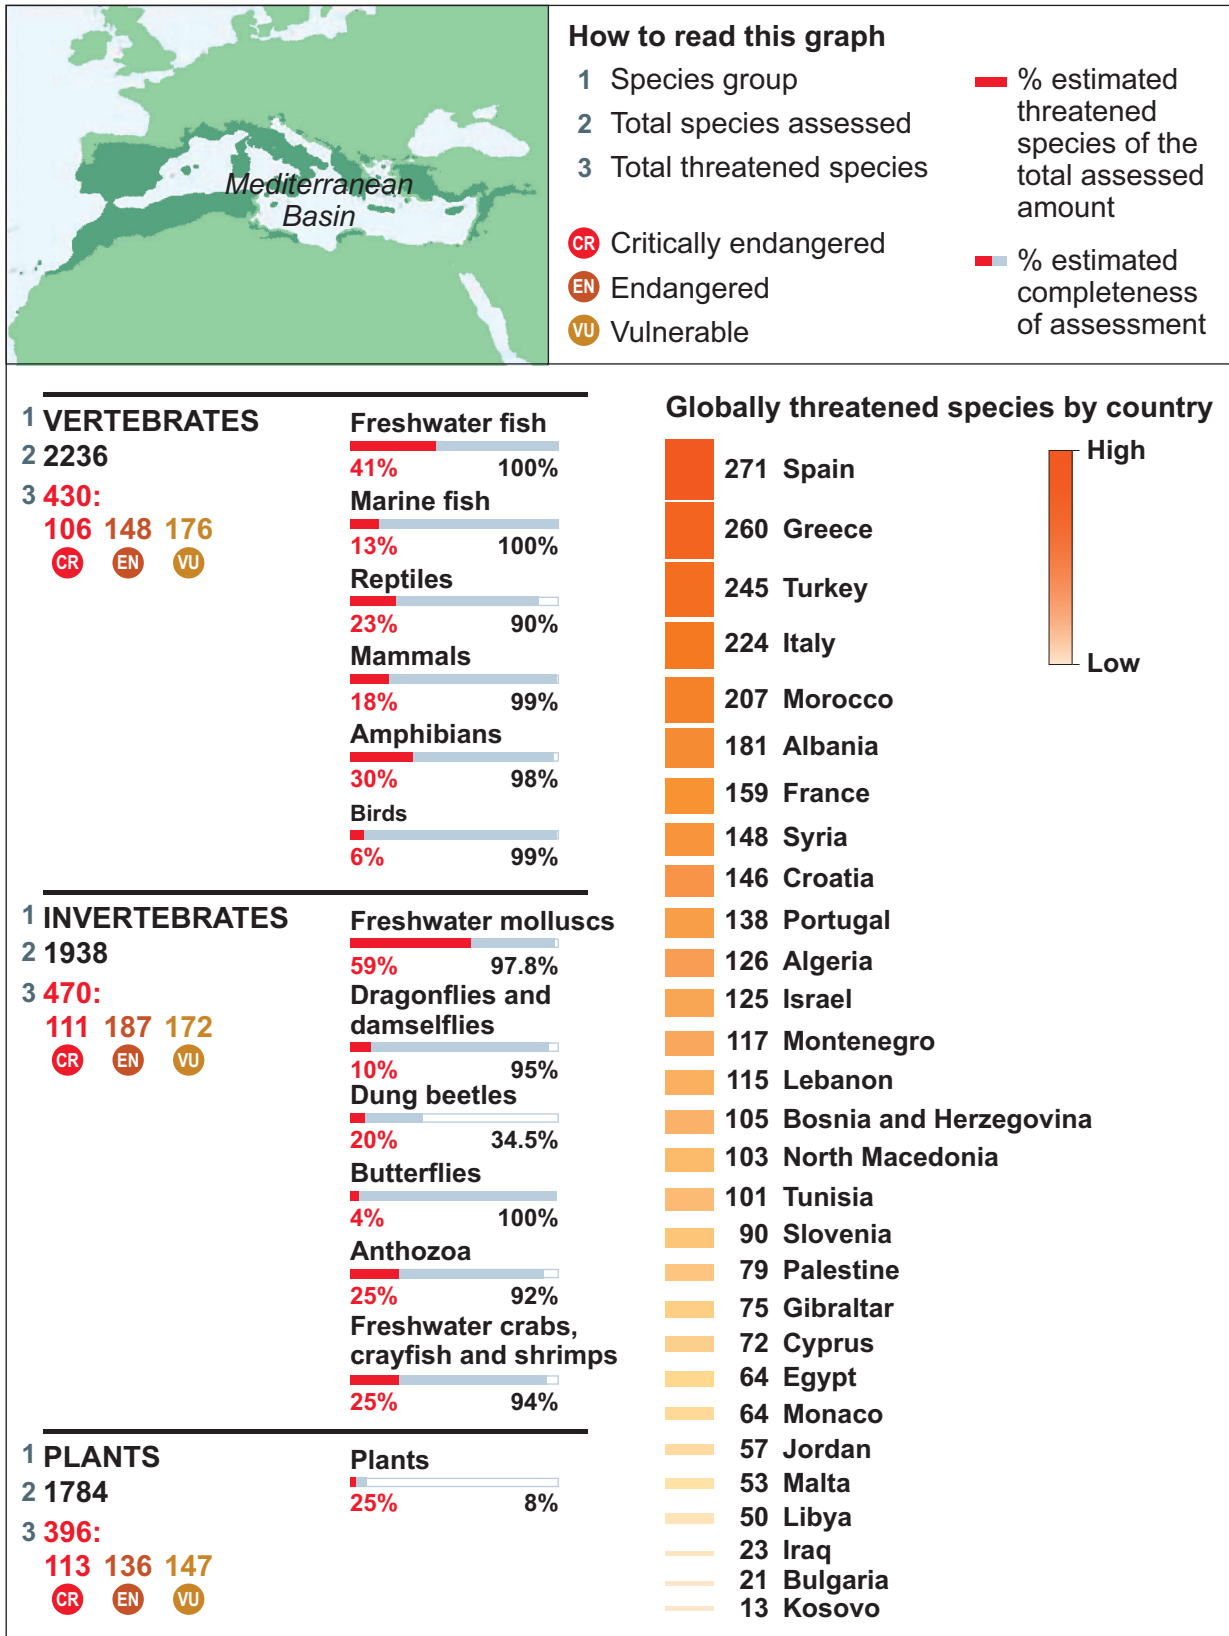 Mediterranean
Basin
How to read this graph
1 Species group
2 Total species assessed
3 Total threatened species
CR Critically endangered
EN Endangered
VU Vulnerable
% estimated
threatened
species of the
total assessed
amount
% estimated
completeness
of assessment
1 VERTEBRATES
2 2236
3 430:
106 148 176
CR EN VU
Freshwater fish
41% 100%
Marine fish
13% 100%
Reptiles
23% 90%
Mammals
18% 99%
Amphibians
30% 98%
Birds
6% 99%
1 INVERTEBRATES
2 1938
3 470:
111 187 172
CR EN VU
Freshwater molluscs
59% 97.8%
Dragonflies and
damselflies
10% 95%
Dung beetles
20% 34.5%
Butterflies
4% 100%
Anthozoa
25% 92%
Freshwater crabs,
crayfish and shrimps
25% 94%
1 PLANTS
2 1784
3 396:
113 136 147
CR EN VU
Plants
25% 8%
Globally threatened species by country
High
Low
271 Spain
260 Greece
245 Turkey
224 Italy
207 Morocco
181 Albania
159 France
148 Syria
146 Croatia
138 Portugal
126 Algeria
125 Israel
117 Montenegro
115 Lebanon
105 Bosnia and Herzegovina
103 North Macedonia
101 Tunisia
90 Slovenia
79 Palestine
75 Gibraltar
72 Cyprus
64 Egypt
64 Monaco
57 Jordan
53 Malta
50 Libya
23 Iraq
21 Bulgaria
13 Kosovo